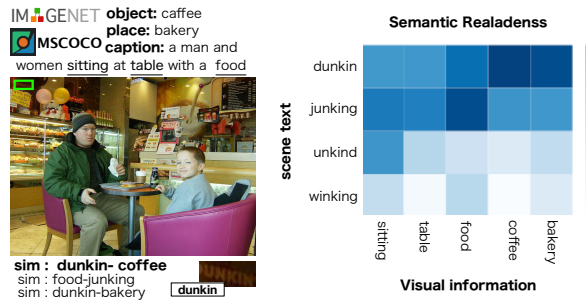 IMAGENET
MSCOCO
object: caffee
place: bakery
caption: a man and
women sitting at table with a food
sim : dunkin- coffee
sim : food-junking
sim : dunkin-bakery
UNKIN
dunkin
Semantic Realadenss
scene text
dunkin
junking
unkind
winking
sitting
table
food
coffee
bakery
Visual information